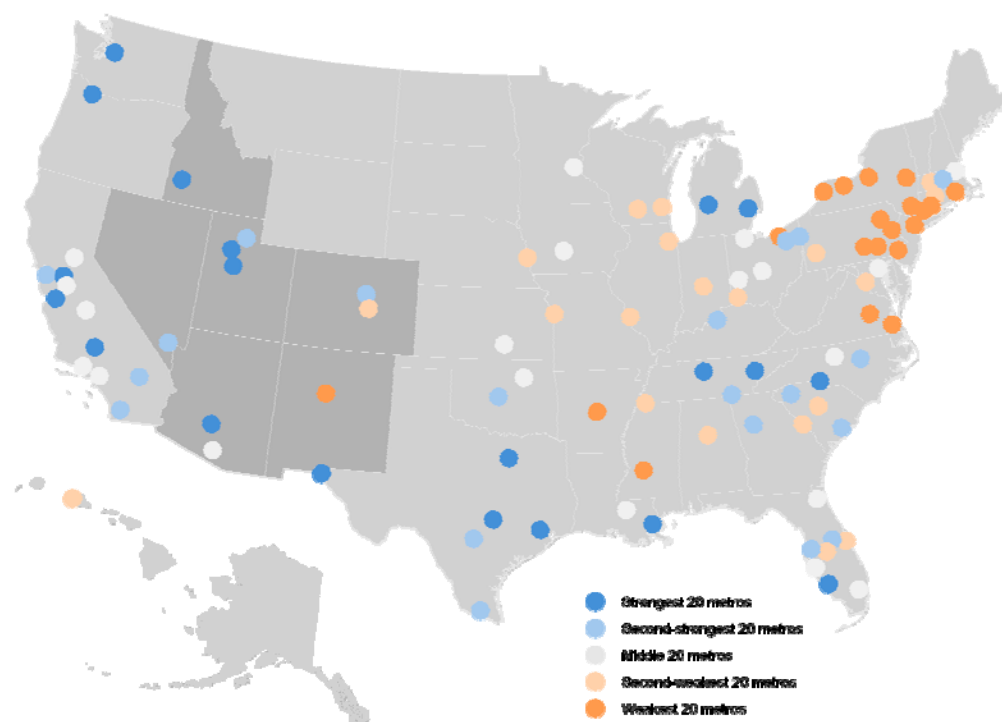 Strongest 20 metros
Second-strongest 20 metros
Middle 20 metros
Second-weakest 20 metros
Weakest 20 metros